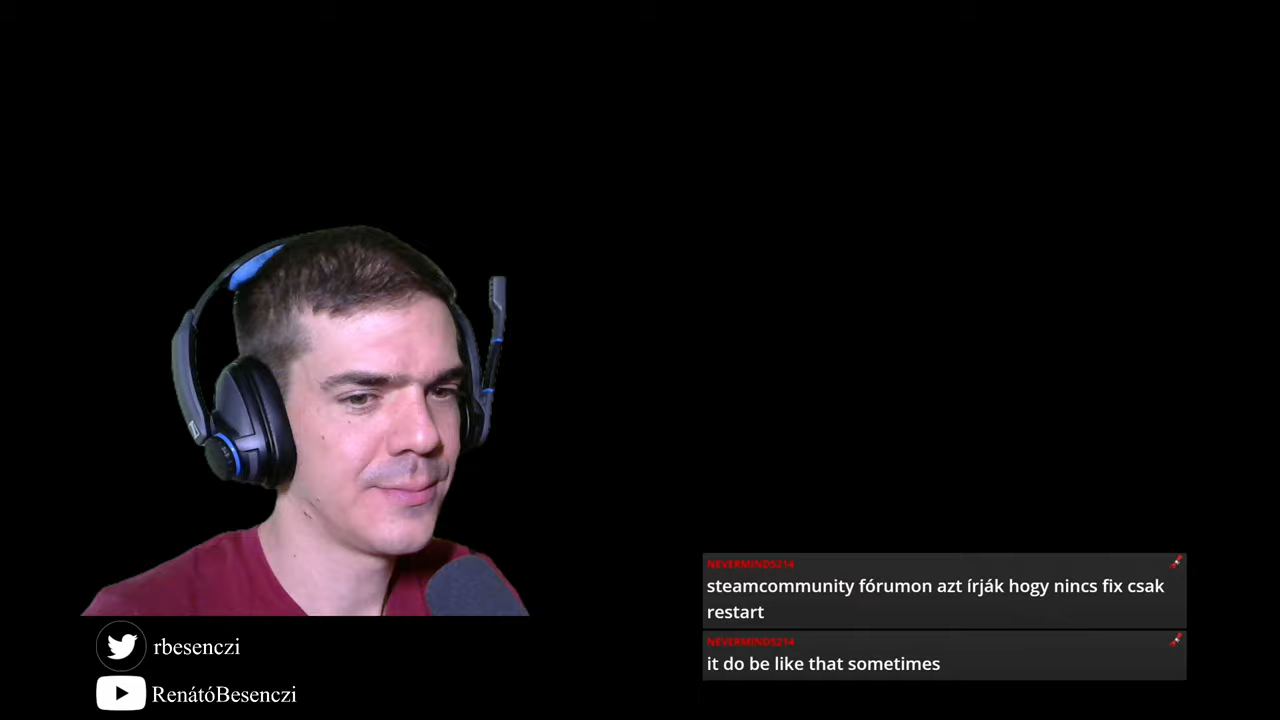 NEVERMIND5214
steamcommunity fórumon azt írják hogy nincs fix csak
restart
NEVERMIND5214
it do be like that sometimes
rbesenczi
RenátóBesenczi